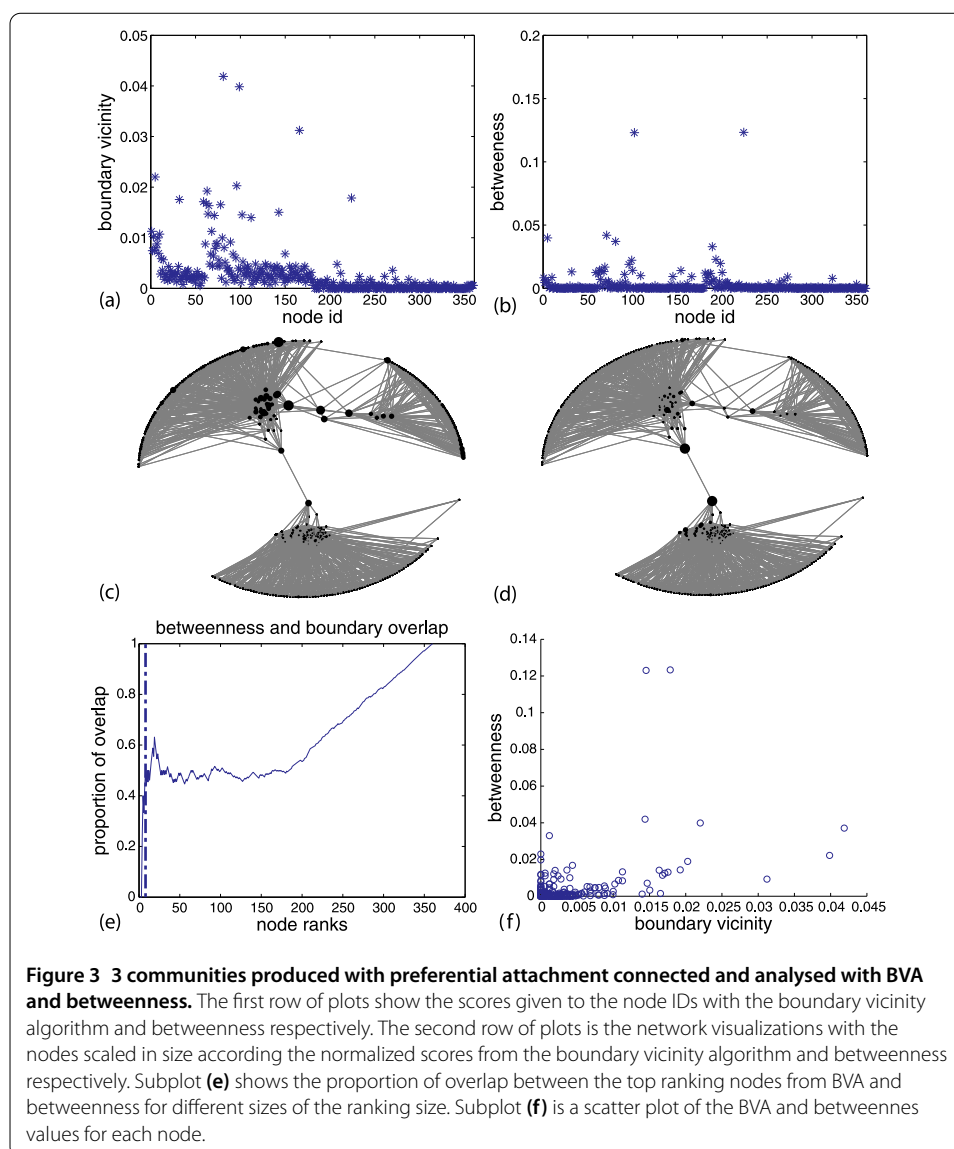 0.05
0.04
0.03
0.02
0.01
0
boundary vicinity
0 50 100 150 200 250 300 350
node id
(a)
0.2
0.15
0.1
0.05
0
betweeness
0 50 100 150 200 250 300 350
node id
(b)
(c)
(d)
betweenness and boundary overlap
1
0.8
0.6
0.4
0.2
0
proportion of overlap
0 50 100 150 200 250 300 350 400
node ranks
(e)
0.14
0.12
0.1
0.08
0.06
0.04
0.02
0
betweenness
0 0.005 0.01 0.015 0.02 0.025 0.03 0.035 0.04 0.045
boundary vicinity
(f)
Figure 3 3 communities produced with preferential attachment connected and analysed with BVA
and betweenness. The first row of plots show the scores given to the node IDs with the boundary vicinity
algorithm and betweenness respectively. The second row of plots is the network visualizations with the
nodes scaled in size according the normalized scores from the boundary vicinity algorithm and betweenness
respectively. Subplot (e) shows the proportion of overlap between the top ranking nodes from BVA and
betweenness for different sizes of the ranking size. Subplot (f) is a scatter plot of the BVA and betweennes
values for each node.